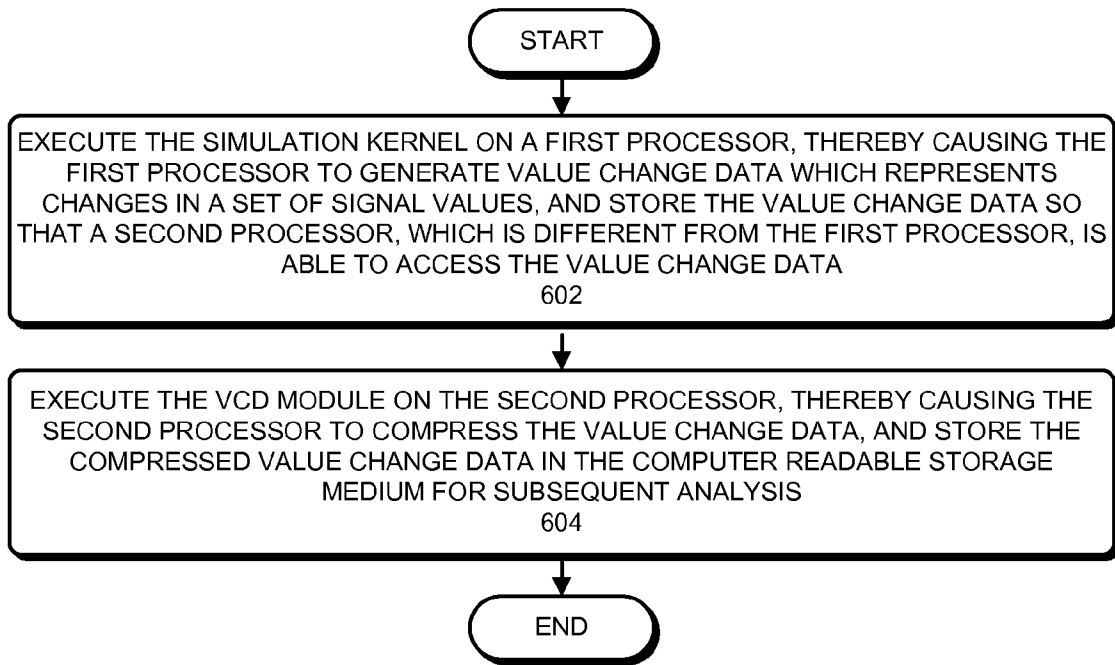 START
EXECUTE THE SIMULATION KERNEL ON A FIRST PROCESSOR, THEREBY CAUSING THE
FIRST PROCESSOR TO GENERATE VALUE CHANGE DATA WHICH REPRESENTS
CHANGES IN A SET OF SIGNAL VALUES, AND STORE THE VALUE CHANGE DATA SO
THAT A SECOND PROCESSOR, WHICH IS DIFFERENT FROM THE FIRST PROCESSOR, IS
ABLE TO ACCESS THE VALUE CHANGE DATA
602
EXECUTE THE VCD MODULE ON THE SECOND PROCESSOR, THEREBY CAUSING THE
SECOND PROCESSOR TO COMPRESS THE VALUE CHANGE DATA, AND STORE THE
COMPRESSED VALUE CHANGE DATA IN THE COMPUTER READABLE STORAGE
MEDIUM FOR SUBSEQUENT ANALYSIS
604
END